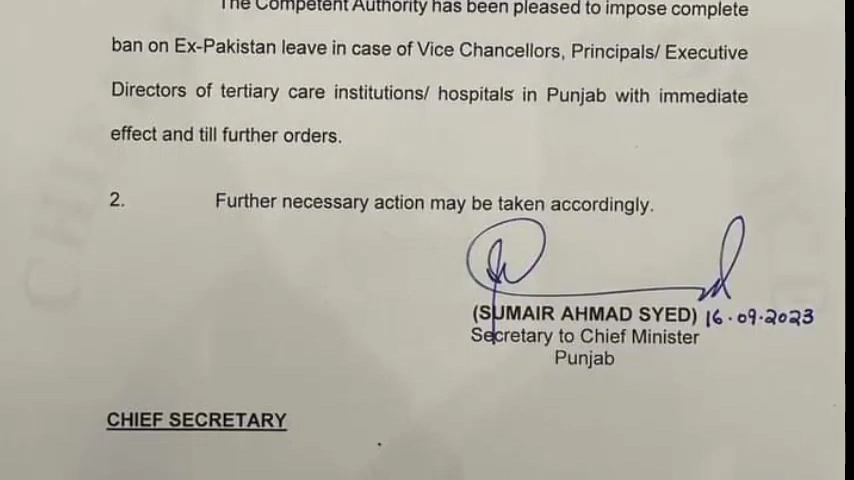 The Competent Authority has been pleased to impose complete
ban on Ex-Pakistan leave in case of Vice Chancellors, Principals/ Executive
Directors of tertiary care institutions/ hospitals in Punjab with immediate
effect and till further orders.
2. Further necessary action may be taken accordingly.
(SUMAIR AHMAD SYED) 16.09.2023
Secretary to Chief Minister
Punjab
CHIEF SECRETARY